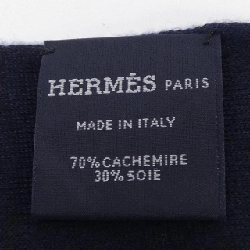 HERMÈS PARIS
MADE IN ITALY
70% CACHEMIRE
30% SOIE